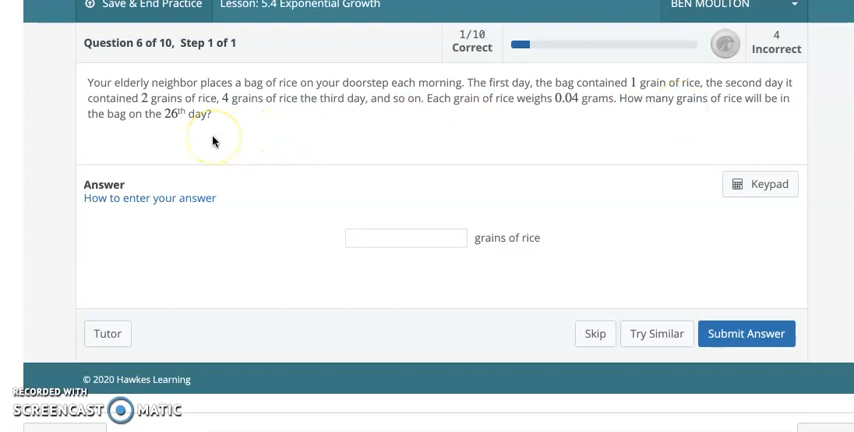 Save & End Practice Lesson: 5.4 Exponential Growth BEN MOULTON
Question 6 of 10, Step 1 of 1
1/10
Correct
4
Incorrect
Your elderly neighbor places a bag of rice on your doorstep each morning. The first day, the bag contained 1 grain of rice, the second day it
contained 2 grains of rice, 4 grains of rice the third day, and so on. Each grain of rice weighs 0.04 grams. How many grains of rice will be in
the bag on the 26th day?
Answer
Keypad
How to enter your answer
grains of rice
Tutor Skip Try Similar Submit Answer
© 2020 Hawkes Learning
RECORDED WITH
SCREENCAST MATIC